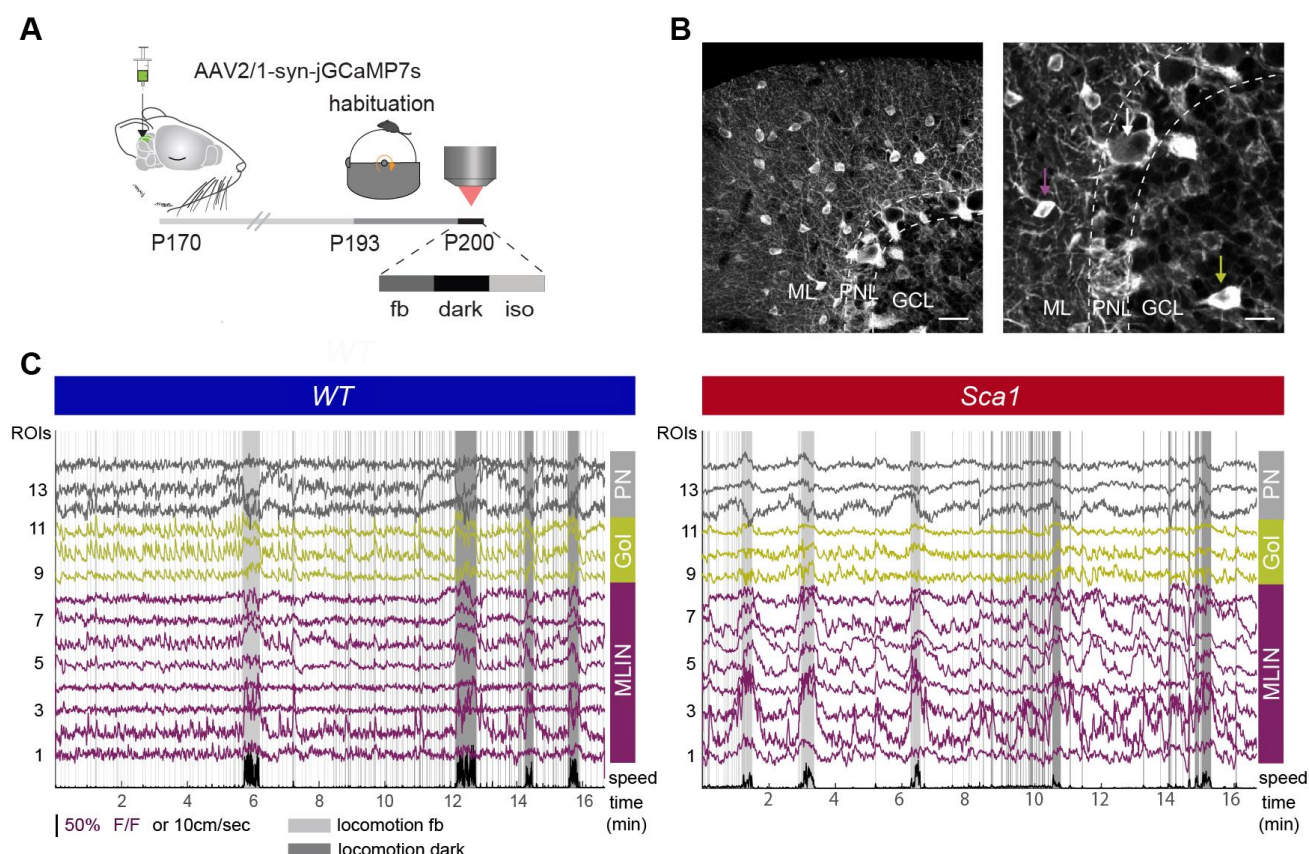 A
AAV2/1-syn-jGCaMP7s
habituation
P170
P193
P200
fb
dark
iso
B
ML
PNL
GCL
ML
PNL
GCL
WT
C
WT
Sca1
ROIs
13
11
9
7
5
3
1
PN
Gol
MLIN
speed
2
4
6
8
10
12
14
16
time
(min)
50% F/F or 10cm/sec
locomotion fb
locomotion dark
ROIs
13
11
9
7
5
3
1
PN
Gol
MLIN
speed
2
4
6
8
10
12
14
16
time
(min)